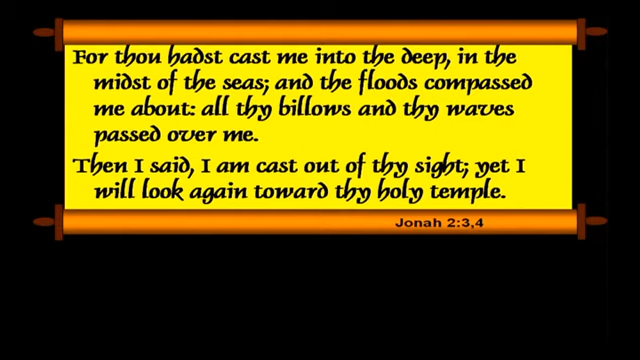 For thou hadst cast me into the deep, in the
midst of the seas; and the floods compassed
me about: all thy billows and thy waves
passed over me.
Then I said, I am cast out of thy sight; yet I
will look again toward thy holy temple.
Jonah 2:3,4